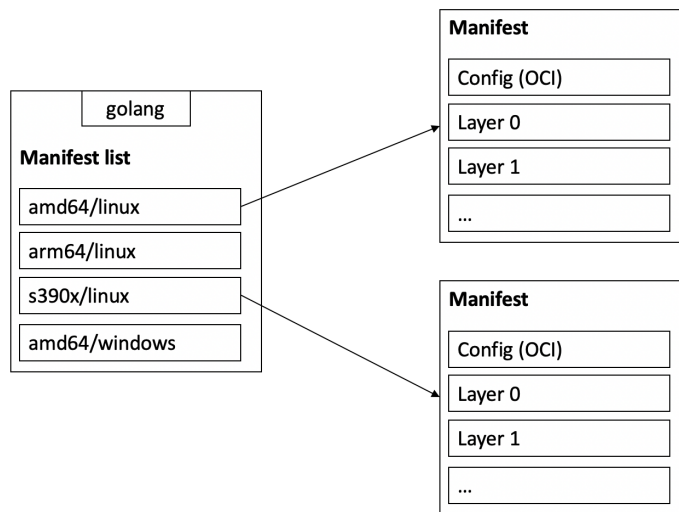 golang
Manifest list
amd64/linux
arm64/linux
s390x/linux
amd64/windows
Manifest
Config (OCI)
Layer 0
Layer 1
...
Manifest
Config (OCI)
Layer 0
Layer 1
...